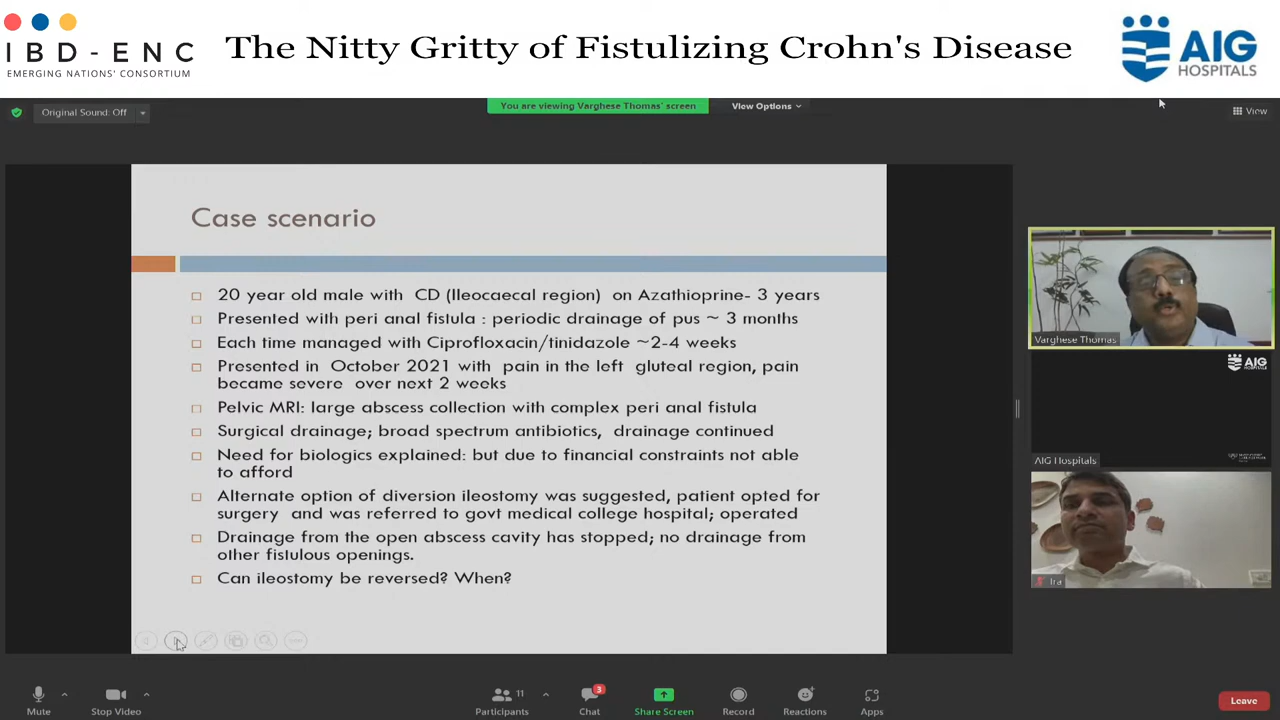 IBD-ENC
EMERGING NATIONS' CONSORTIUM
The Nitty Gritty of Fistulizing Crohn's Disease
AIG
HOSPITALS
Original Sound: Off
You are viewing Varghese Thomas' screen
View Options
View
Case scenario
20 year old male with CD (Ileocaecal region) on Azathioprine- 3 years
Presented with peri anal fistula : periodic drainage of pus ~ 3 months
Each time managed with Ciprofloxacin/tinidazole ~2-4 weeks
Presented in October 2021 with pain in the left gluteal region, pain
became severe over next 2 weeks
Pelvic MRI: large abscess collection with complex peri anal fistula
Surgical drainage; broad spectrum antibiotics, drainage continued
Need for biologics explained: but due to financial constraints not able
to afford
Alternate option of diversion ileostomy was suggested, patient opted for
surgery and was referred to govt medical college hospital; operated
Drainage from the open abscess cavity has stopped; no drainage from
other fistulous openings.
Can ileostomy be reversed? When?
Varghese Thomas
AIG
HOSPITALS
AIG Hospitals
Ira
Mute
Stop Video
11
Participants
3
Chat
Share Screen
Record
Reactions
Apps
Leave